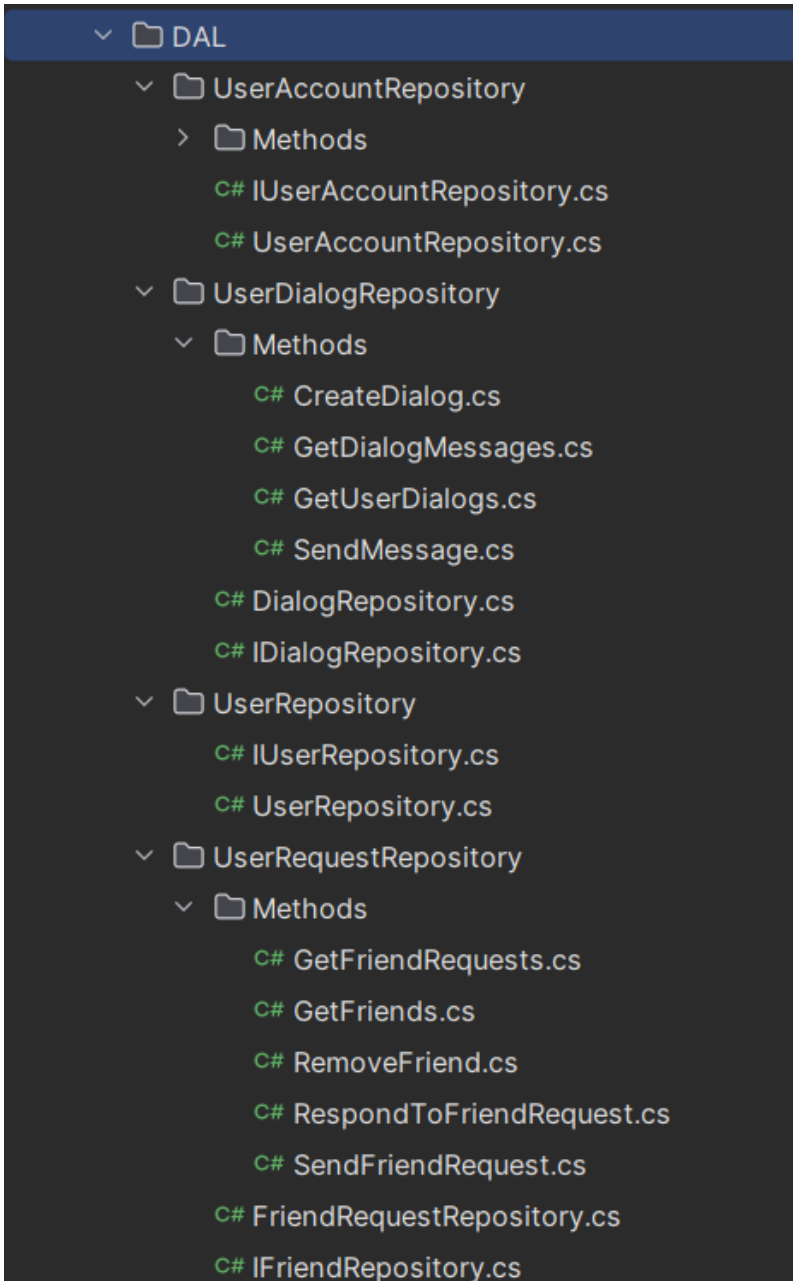 DAL
UserAccountRepository
Methods
C# IUserAccountRepository.cs
C# UserAccountRepository.cs
UserDialogRepository
Methods
C# CreateDialog.cs
C# GetDialogMessages.cs
C# GetUserDialogs.cs
C# SendMessage.cs
C# DialogRepository.cs
C# IDialogRepository.cs
UserRepository
C# IUserRepository.cs
C# UserRepository.cs
UserRequestRepository
Methods
C# GetFriendRequests.cs
C# GetFriends.cs
C# RemoveFriend.cs
C# RespondToFriendRequest.cs
C# SendFriendRequest.cs
C# FriendRequestRepository.cs
C# IFriendRepository.cs